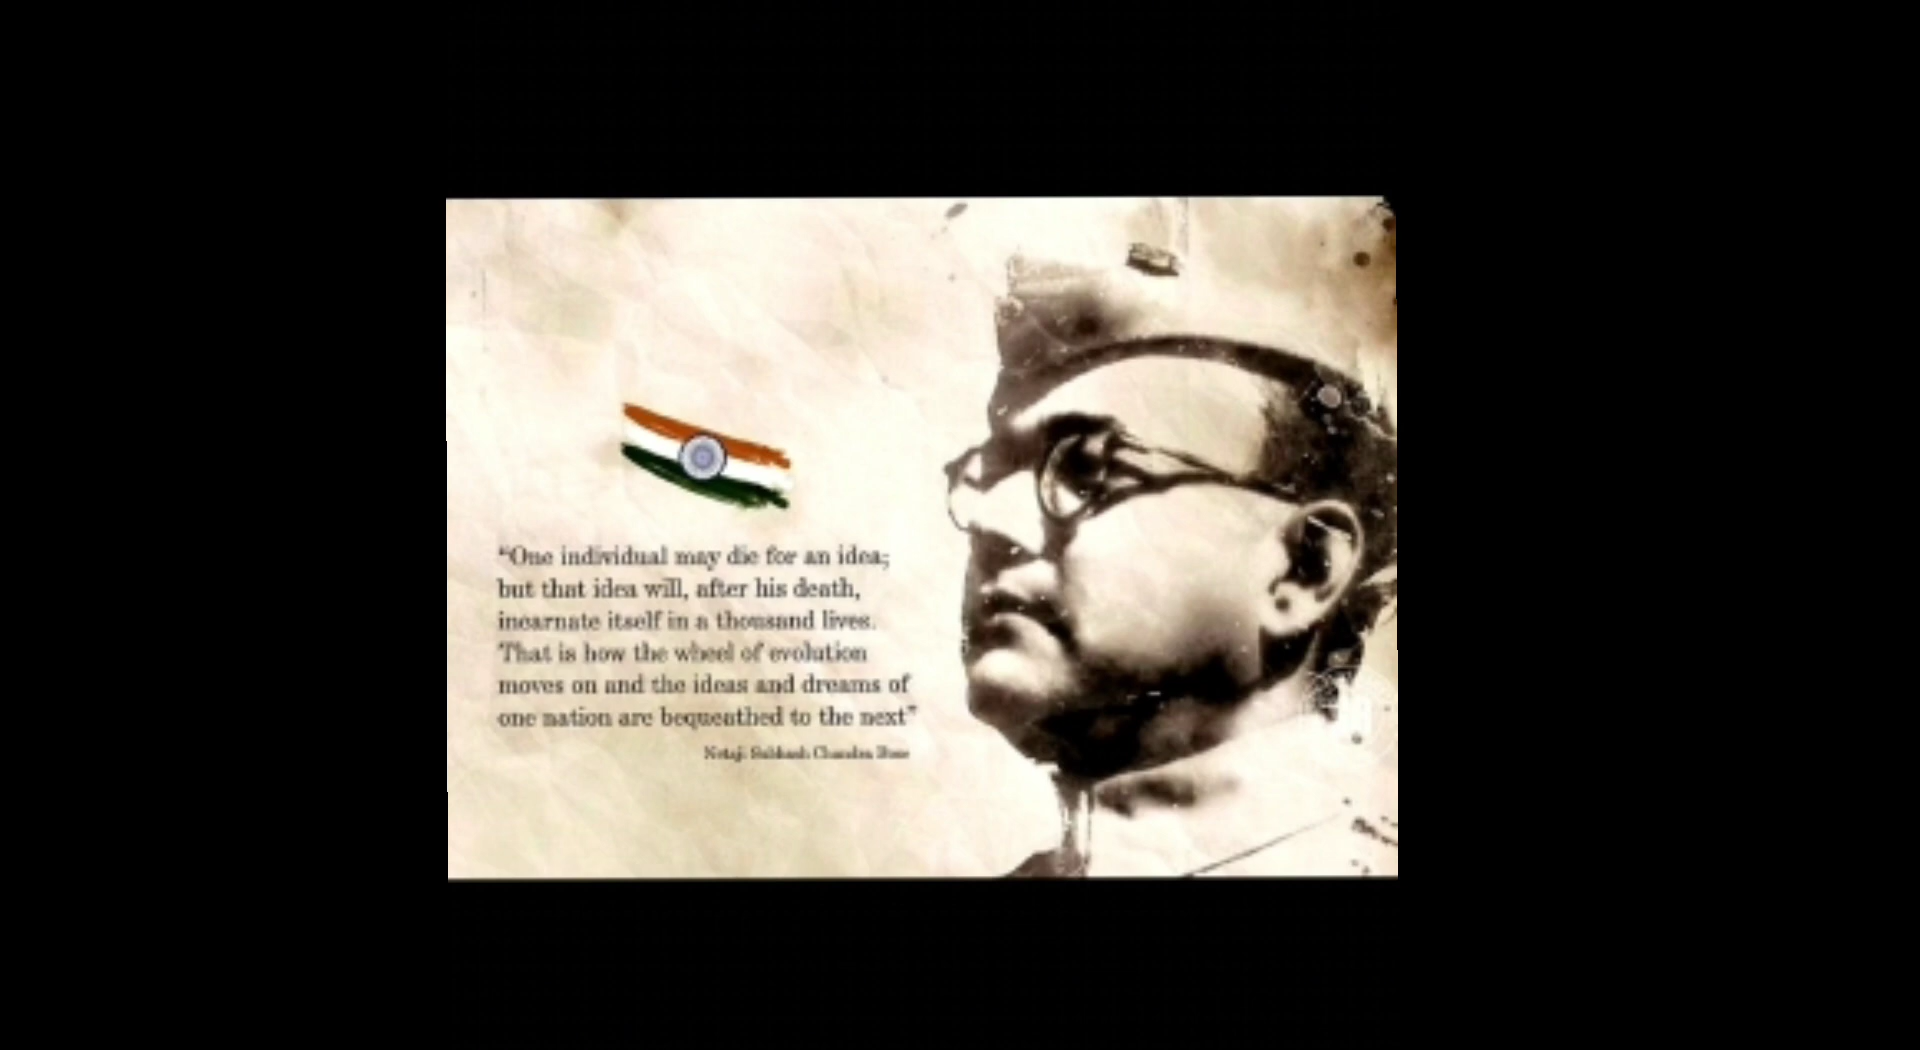 “One individual may die for an idea;
but that idea will, after his death,
incarnate itself in a thousand lives.
That is how the wheel of evolution
moves on and the ideas and dreams of
one nation are bequeathed to the next”
Netaji Subhash Chandra Bose